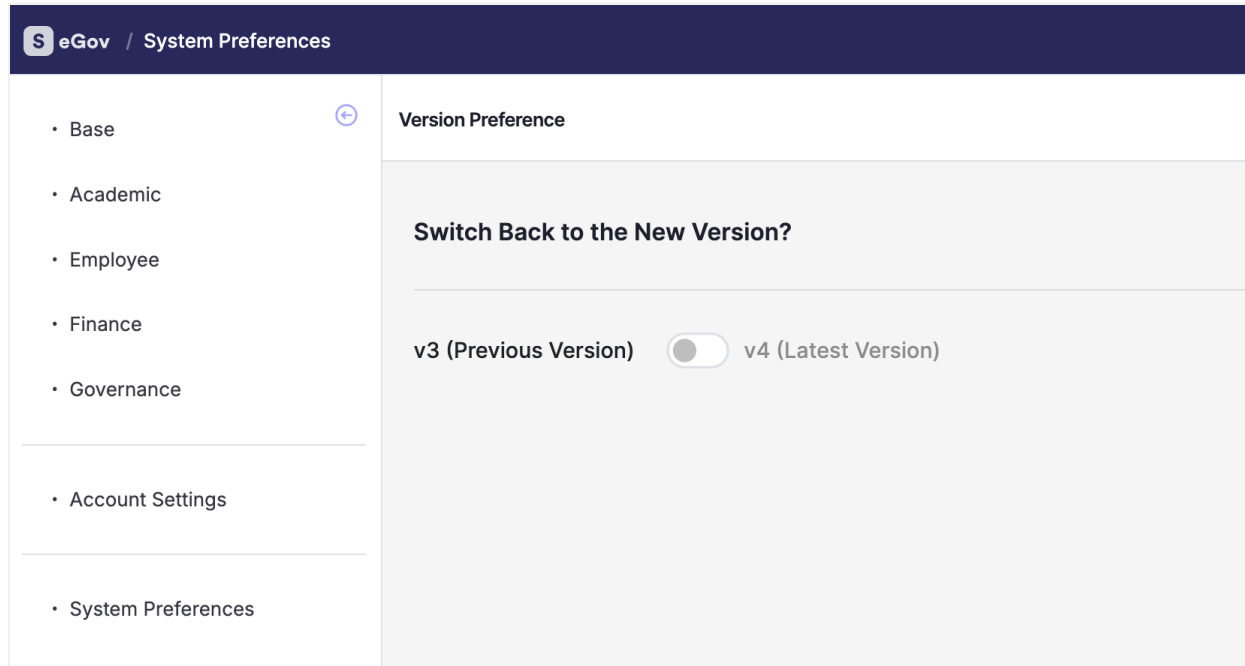 S eGov / System Preferences
• Base
• Academic
• Employee
• Finance
• Governance
• Account Settings
• System Preferences
Version Preference
Switch Back to the New Version?
v3 (Previous Version) v4 (Latest Version)